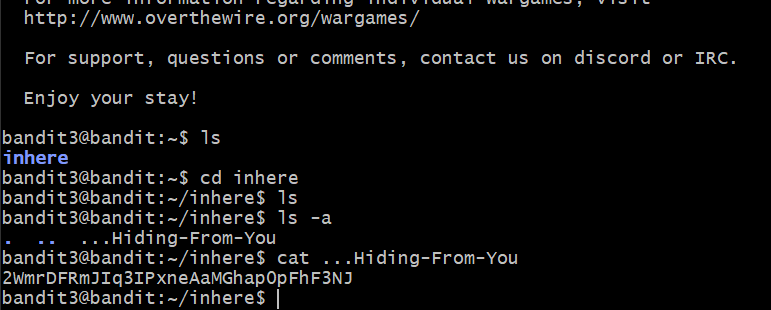 For more information regarding individual wargames, visit
http://www.overthewire.org/wargames/
For support, questions or comments, contact us on discord or IRC.
Enjoy your stay!
bandit3@bandit:~$ ls
inhere
bandit3@bandit:~$ cd inhere
bandit3@bandit:~/inhere$ ls
bandit3@bandit:~/inhere$ ls -a
.  ..  ...Hiding-From-You
bandit3@bandit:~/inhere$ cat ...Hiding-From-You
2WmrDFRmJIq3IPxneAaMGhap0pFhF3NJ
bandit3@bandit:~/inhere$